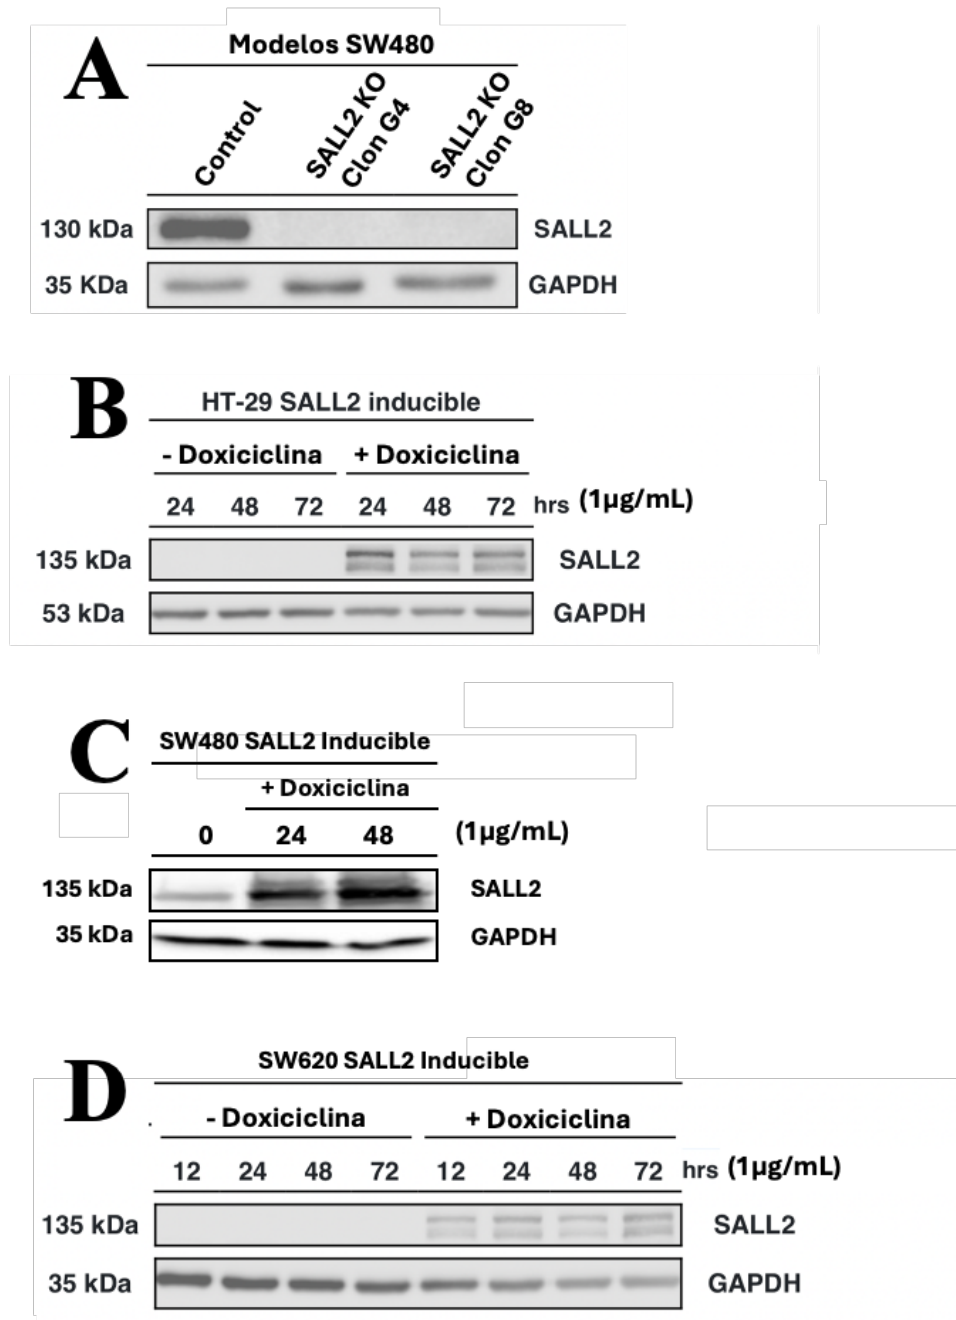 A
Modelos SW480
Control
SALL2 KO
Clon G4
SALL2 KO
Clon G8
130 kDa
SALL2
35 KDa
GAPDH
B
HT-29 SALL2 inducible
- Doxiciclina + Doxiciclina
24 48 72 24 48 72 hrs (1µg/mL)
135 kDa
SALL2
53 kDa
GAPDH
C
SW480 SALL2 Inducible
+ Doxiciclina
0 24 48 (1µg/mL)
135 kDa
SALL2
35 kDa
GAPDH
D
SW620 SALL2 Inducible
- Doxiciclina + Doxiciclina
12 24 48 72 12 24 48 72 hrs (1µg/mL)
135 kDa
SALL2
35 kDa
GAPDH